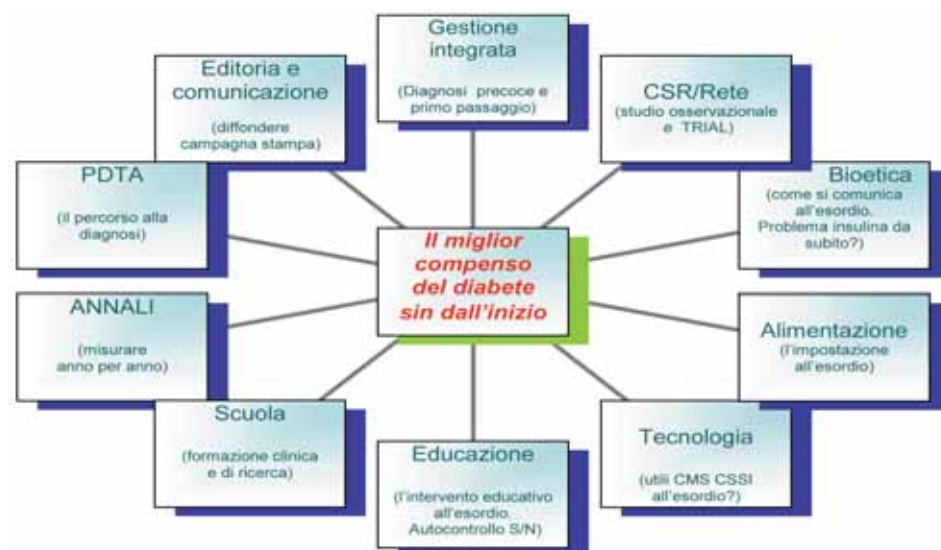 Gestione
integrata
(Diagnosi precoce e
primo passaggio)
CSR/Rete
(studio osservazionale
e TRIAL)
Bioetica
(come si comunica
all'esordio.
Problema insulina da
subito?)
Alimentazione
(l'impostazione
all'esordio)
Tecnologia
(utili CMS CSSI
all'esordio?)
Educazione
(l'intervento educativo
all'esordio.
Autocontrollo S/N)
Scuola
(formazione clinica
e di ricerca)
ANNALI
(misurare
anno per anno)
PDTA
(il percorso alla
diagnosi)
Editoria e
comunicazione
(diffondere
campagna stampa)
Il miglior
compenso
del diabete
sin dall'inizio